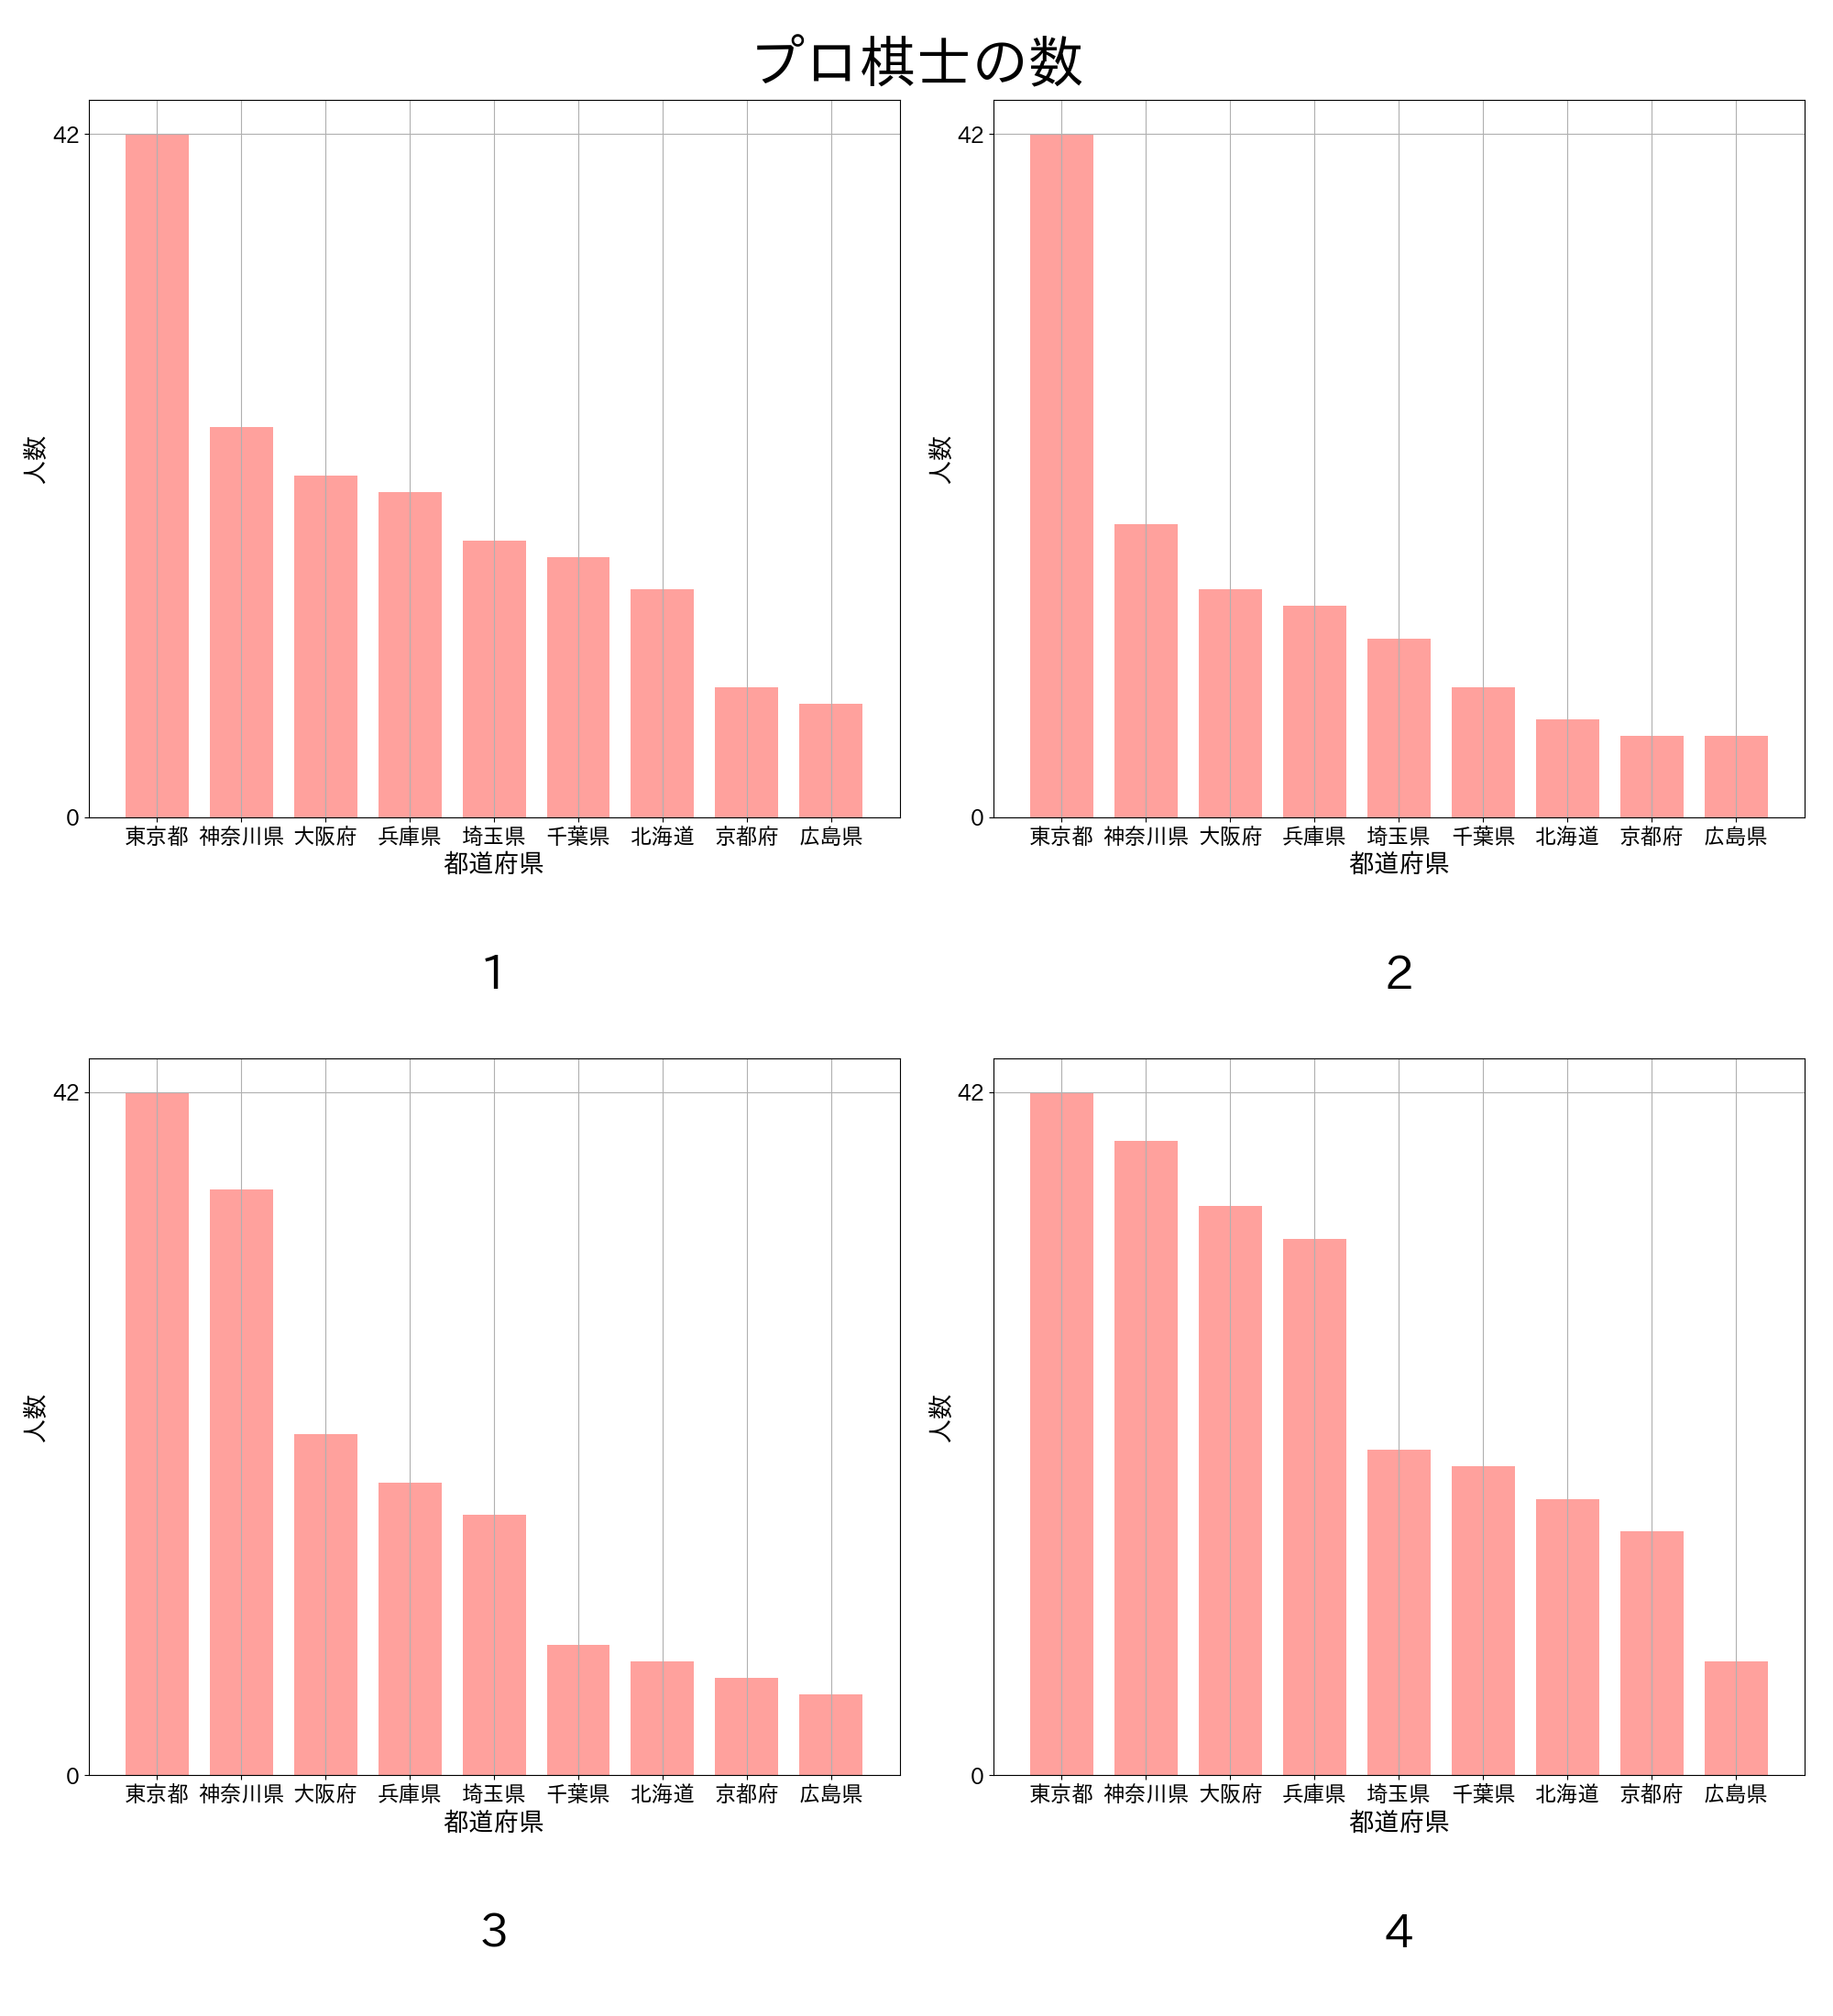 プロ棋士の数
42
人数
0
東京都 神奈川県 大阪府 兵庫県 埼玉県 千葉県 北海道 京都府 広島県
都道府県
1
42
人数
0
東京都 神奈川県 大阪府 兵庫県 埼玉県 千葉県 北海道 京都府 広島県
都道府県
2
42
人数
0
東京都 神奈川県 大阪府 兵庫県 埼玉県 千葉県 北海道 京都府 広島県
都道府県
3
42
人数
0
東京都 神奈川県 大阪府 兵庫県 埼玉県 千葉県 北海道 京都府 広島県
都道府県
4